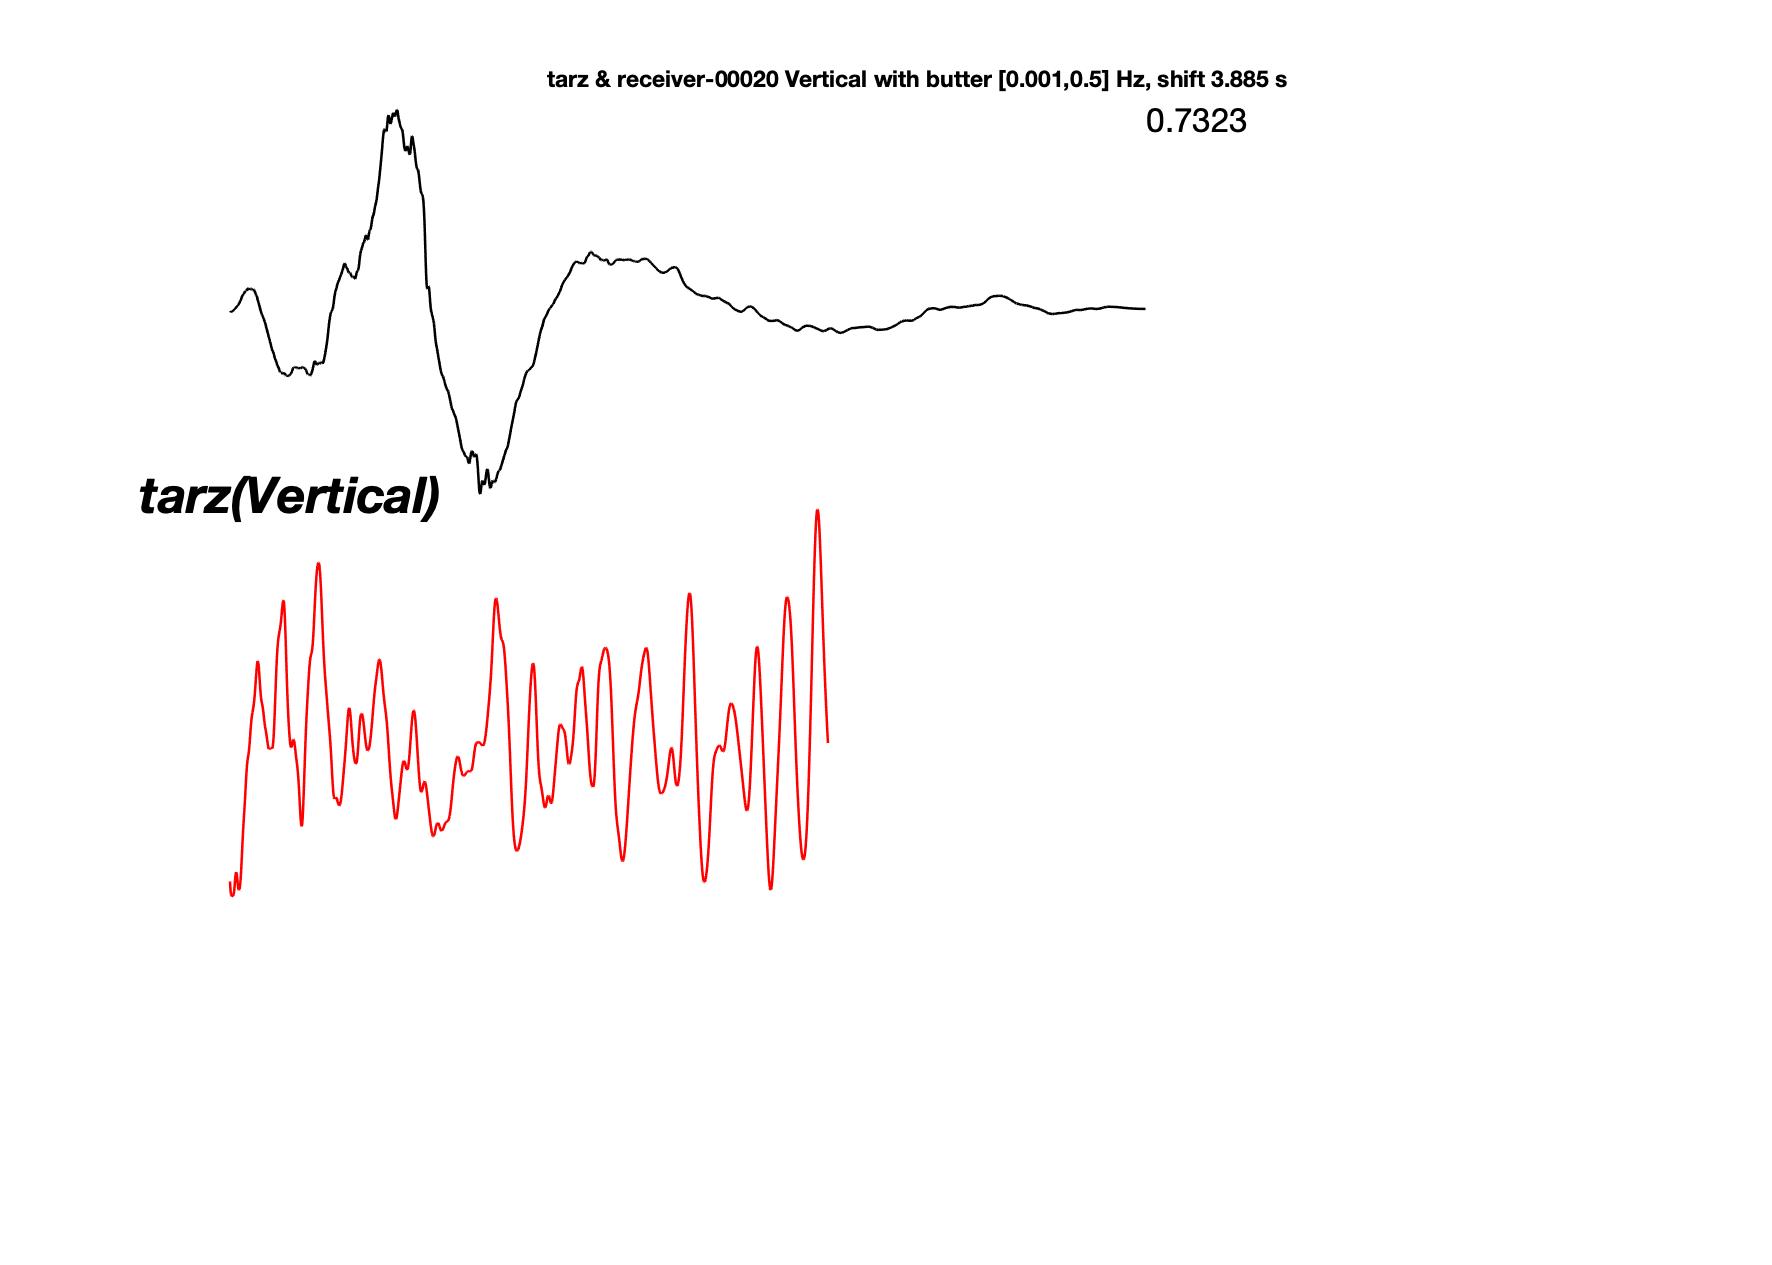 tarz & receiver-00020 Vertical with butter [0.001,0.5] Hz, shift 3.885 s
0.7323
tarz(Vertical)